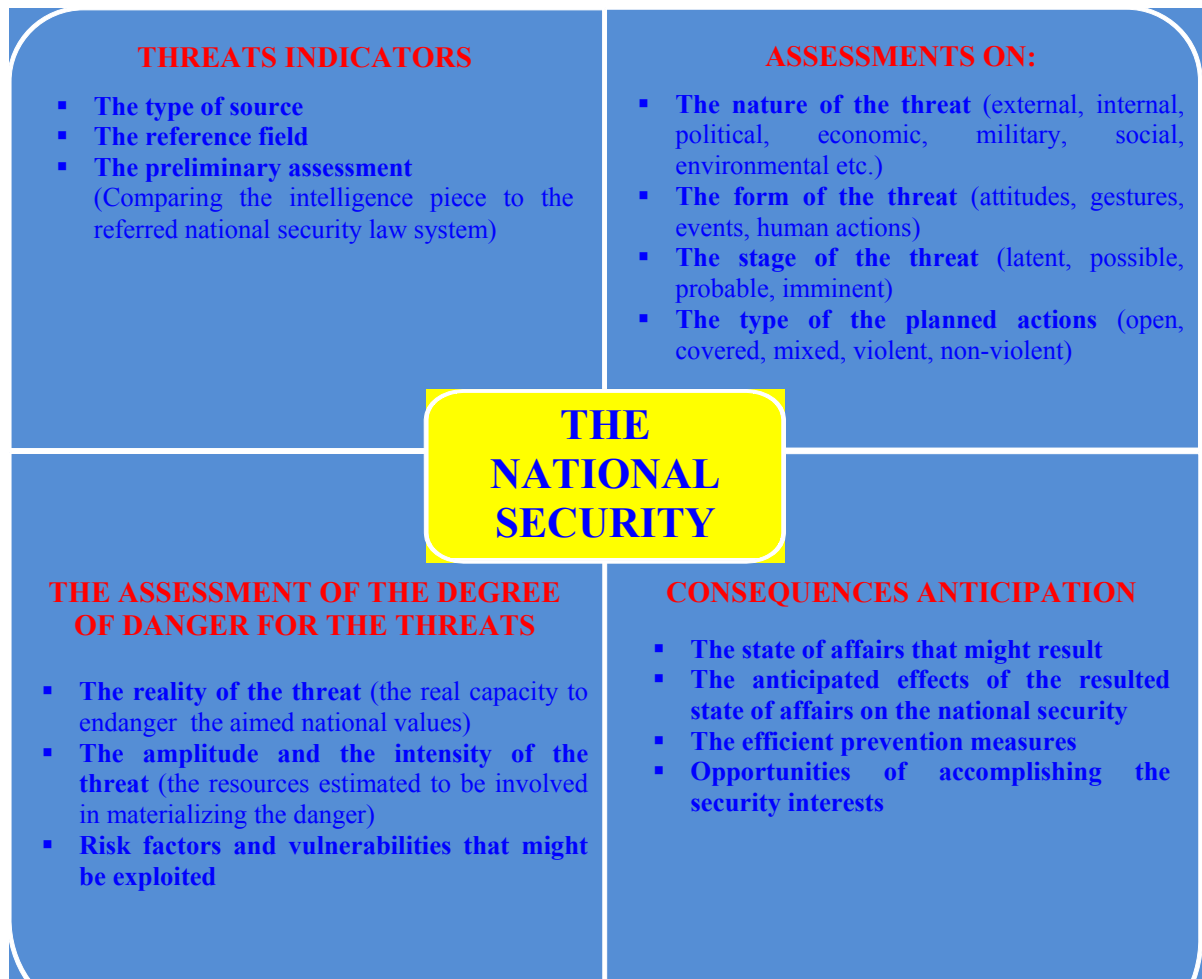 THREATS INDICATORS
▪ The type of source
▪ The reference field
▪ The preliminary assessment
(Comparing the intelligence piece to the
referred national security law system)
ASSESSMENTS ON:
▪ The nature of the threat (external, internal,
political, economic, military, social,
environmental etc.)
▪ The form of the threat (attitudes, gestures,
events, human actions)
▪ The stage of the threat (latent, possible,
probable, imminent)
▪ The type of the planned actions (open,
covered, mixed, violent, non-violent)
THE
NATIONAL
SECURITY
THE ASSESSMENT OF THE DEGREE
OF DANGER FOR THE THREATS
▪ The reality of the threat (the real capacity to
endanger the aimed national values)
▪ The amplitude and the intensity of the
threat (the resources estimated to be involved
in materializing the danger)
▪ Risk factors and vulnerabilities that might
be exploited
CONSEQUENCES ANTICIPATION
▪ The state of affairs that might result
▪ The anticipated effects of the resulted
state of affairs on the national security
▪ The efficient prevention measures
▪ Opportunities of accomplishing the
security interests